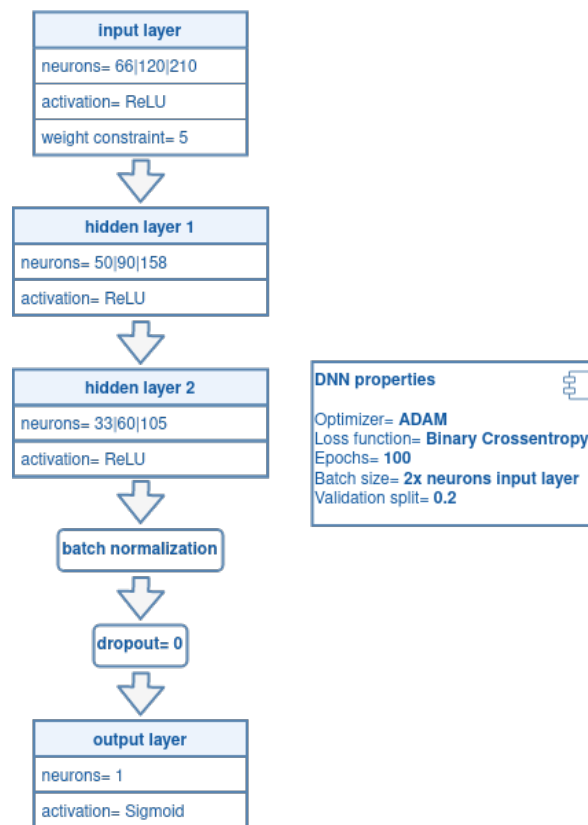 input layer
neurons= 66|120|210
activation= ReLU
weight constraint= 5
hidden layer 1
neurons= 50|90|158
activation= ReLU
hidden layer 2
neurons= 33|60|105
activation= ReLU
batch normalization
dropout= 0
output layer
neurons= 1
activation= Sigmoid
DNN properties
Optimizer= ADAM
Loss function= Binary Crossentropy
Epochs= 100
Batch size= 2x neurons input layer
Validation split= 0.2